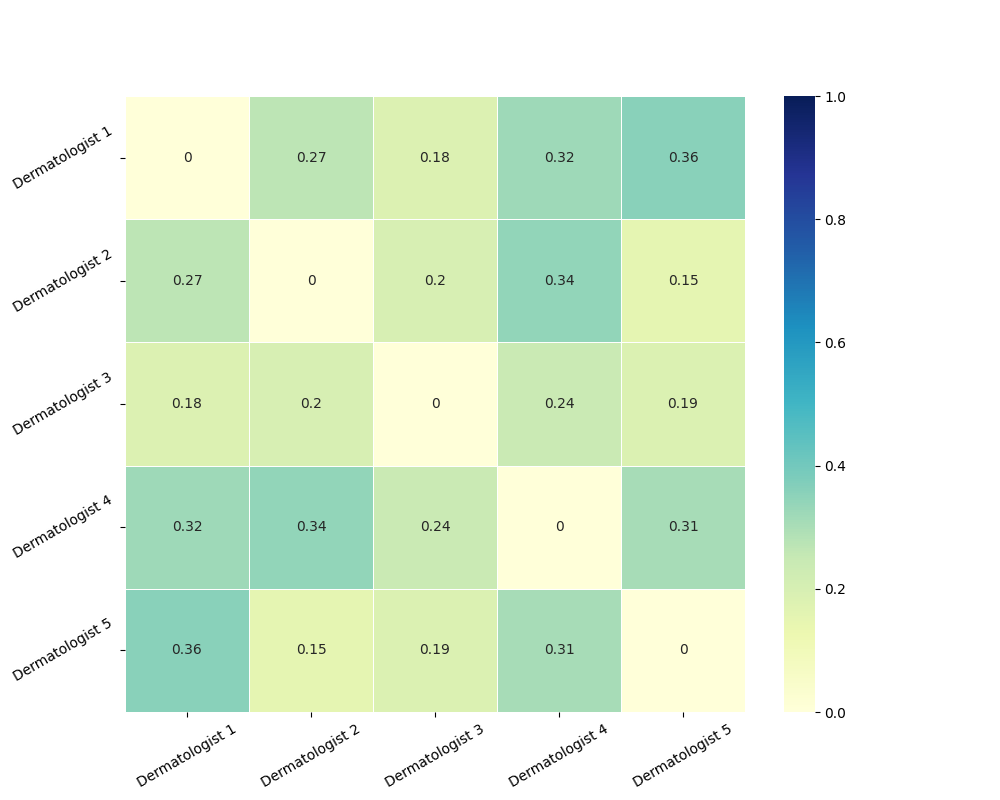 1.0
Dermatologist 1
0 0.27 0.18 0.32 0.36
0.8
Dermatologist 2
0.27 0 0.2 0.34 0.15
0.6
Dermatologist 3
0.18 0.2 0 0.24 0.19
0.4
Dermatologist 4
0.32 0.34 0.24 0 0.31
0.2
Dermatologist 5
0.36 0.15 0.19 0.31 0
0.0
Dermatologist 1
Dermatologist 2
Dermatologist 3
Dermatologist 4
Dermatologist 5